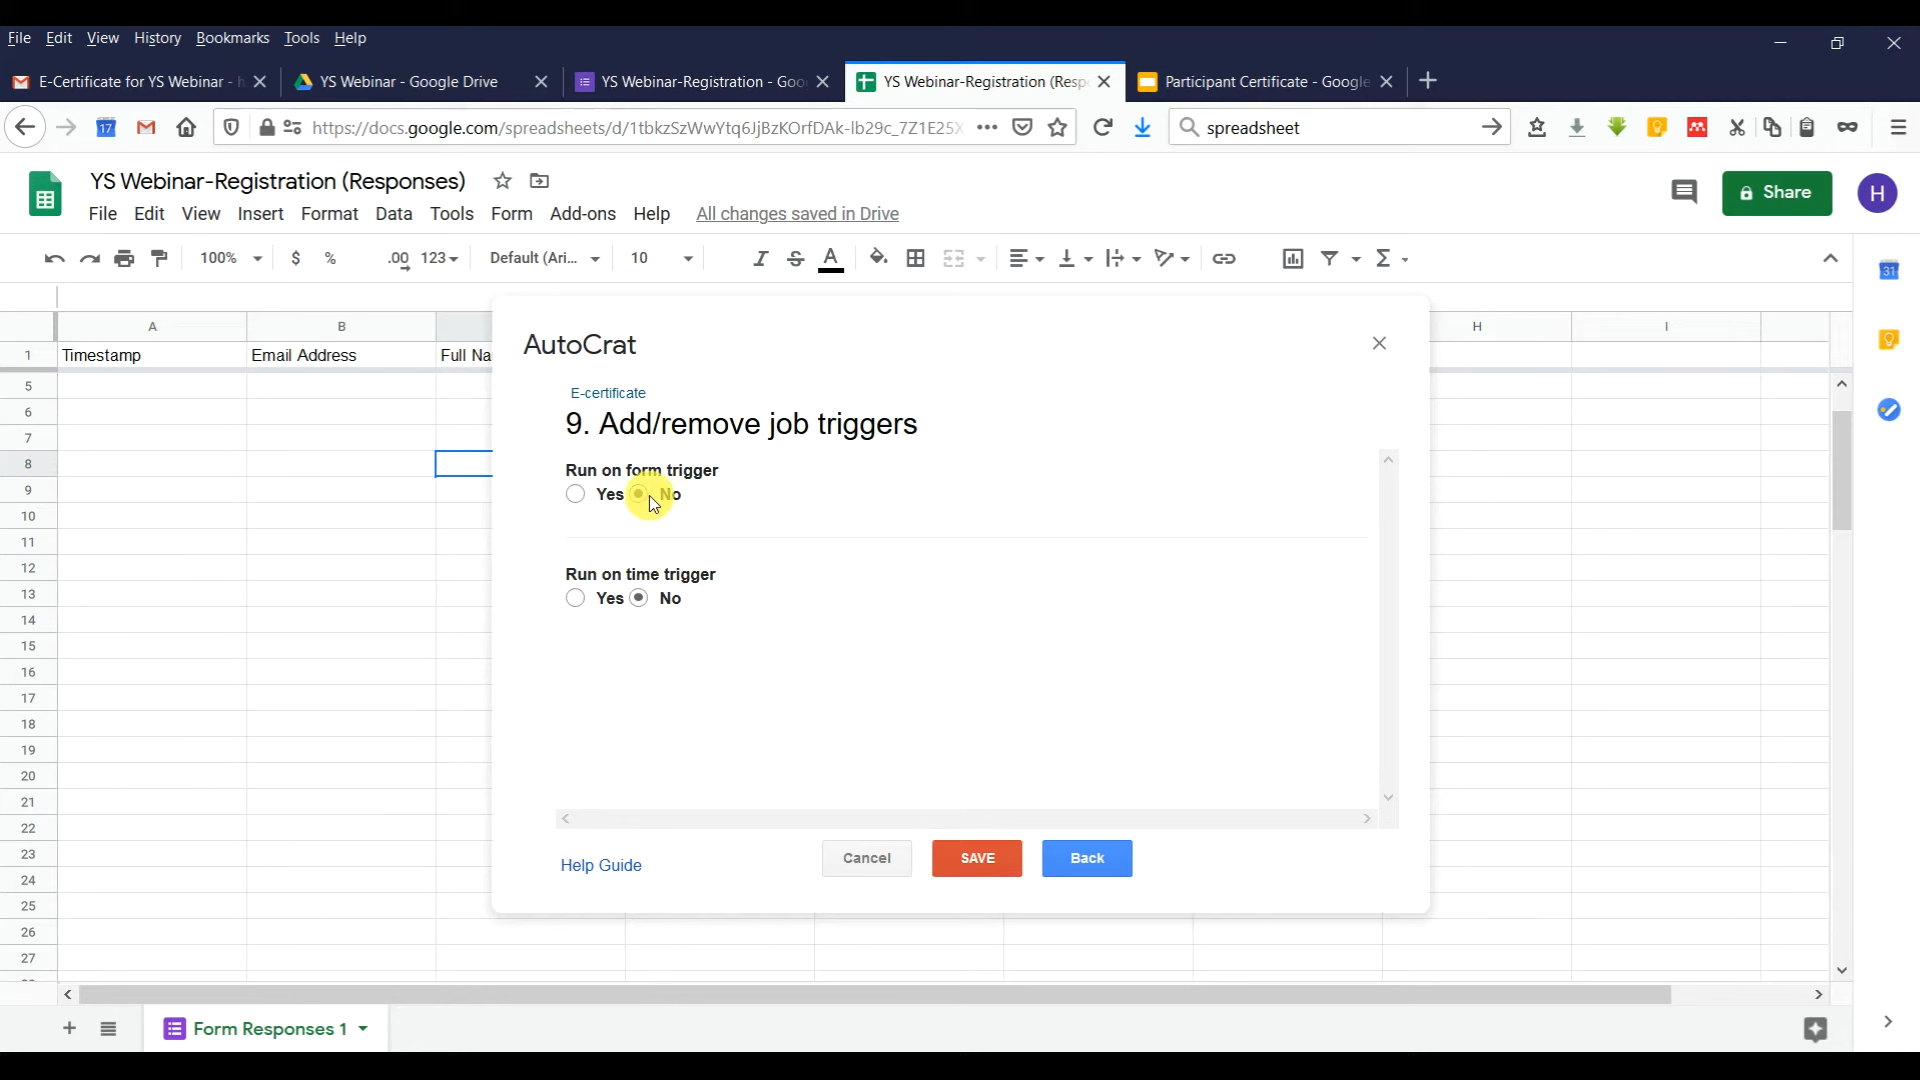 File Edit View History Bookmarks Tools Help
E-Certificate for YS Webinar - h
YS Webinar - Google Drive
YS Webinar-Registration - Goo
YS Webinar-Registration (Resp
Participant Certificate - Google
17
https://docs.google.com/spreadsheets/d/1tbkzSzWwYtq6JjBzKOrfDAk-lb29c_7Z1E25X
spreadsheet
YS Webinar-Registration (Responses)
File Edit View Insert Format Data Tools Form Add-ons Help All changes saved in Drive
Share
H
100% $ % .00 123 Default (Ari... 10 A
31
A B H I
1 Timestamp Email Address Full Na
5
6
7
8
9
10
11
12
13
14
15
16
17
18
19
20
21
22
23
24
25
26
27
AutoCrat
E-certificate
9. Add/remove job triggers
Run on form trigger
Yes No
Run on time trigger
Yes No
Help Guide
Cancel SAVE Back
Form Responses 1